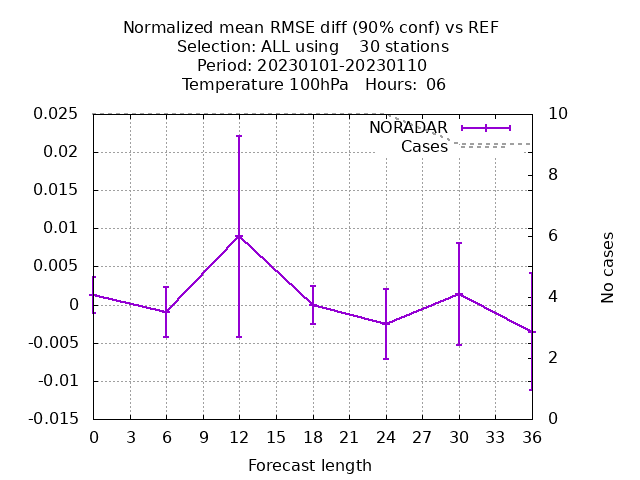 Normalized mean RMSE diff (90% conf) vs REF
Selection: ALL using    30 stations
Period: 20230101-20230110
Temperature 100hPa   Hours:  06
0.025
0.02
0.015
0.01
0.005
0
-0.005
-0.01
-0.015
10
8
6
4
2
0
NORADAR
Cases
No cases
0 3 6 9 12 15 18 21 24 27 30 33 36
Forecast length